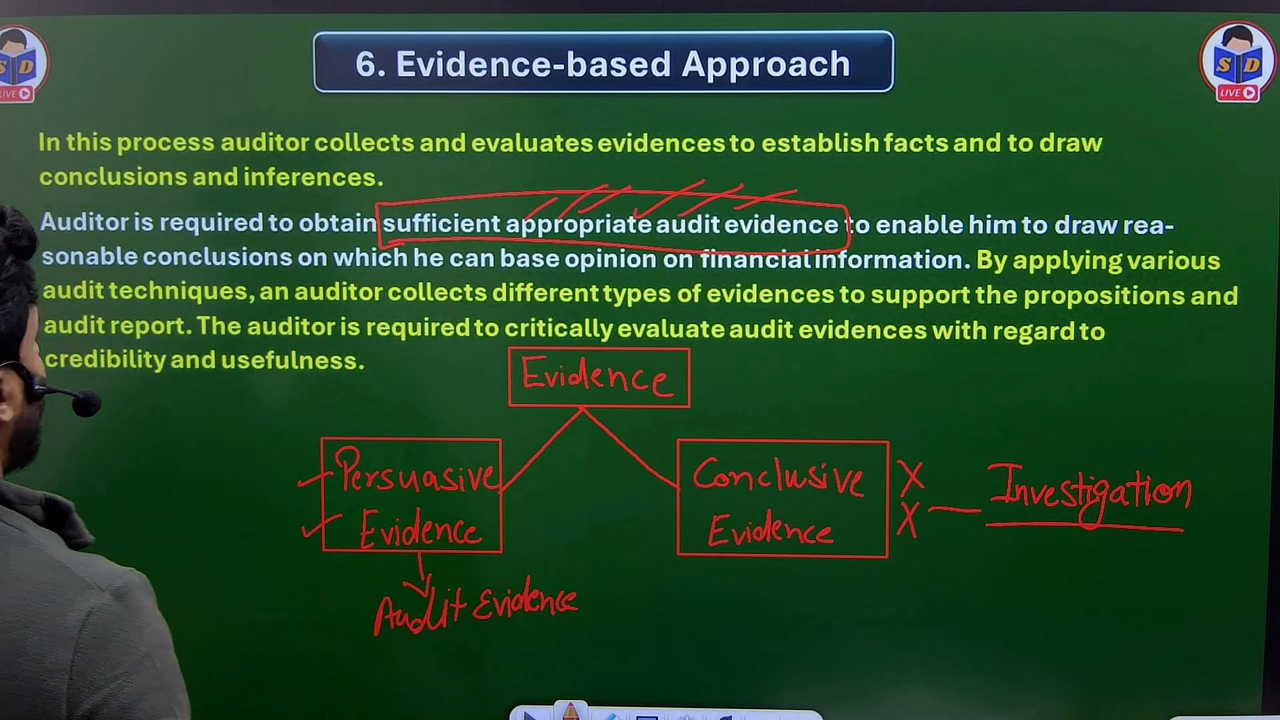 6. Evidence-based Approach
S D
LIVE
S D
LIVE
In this process auditor collects and evaluates evidences to establish facts and to draw
conclusions and inferences.
Auditor is required to obtain sufficient appropriate audit evidence to enable him to draw rea-
sonable conclusions on which he can base opinion on financial information. By applying various
audit techniques, an auditor collects different types of evidences to support the propositions and
audit report. The auditor is required to critically evaluate audit evidences with regard to
credibility and usefulness.
Evidence
Persuasive
Evidence
Conclusive
Evidence
X
X
Investigation
Audit Evidence